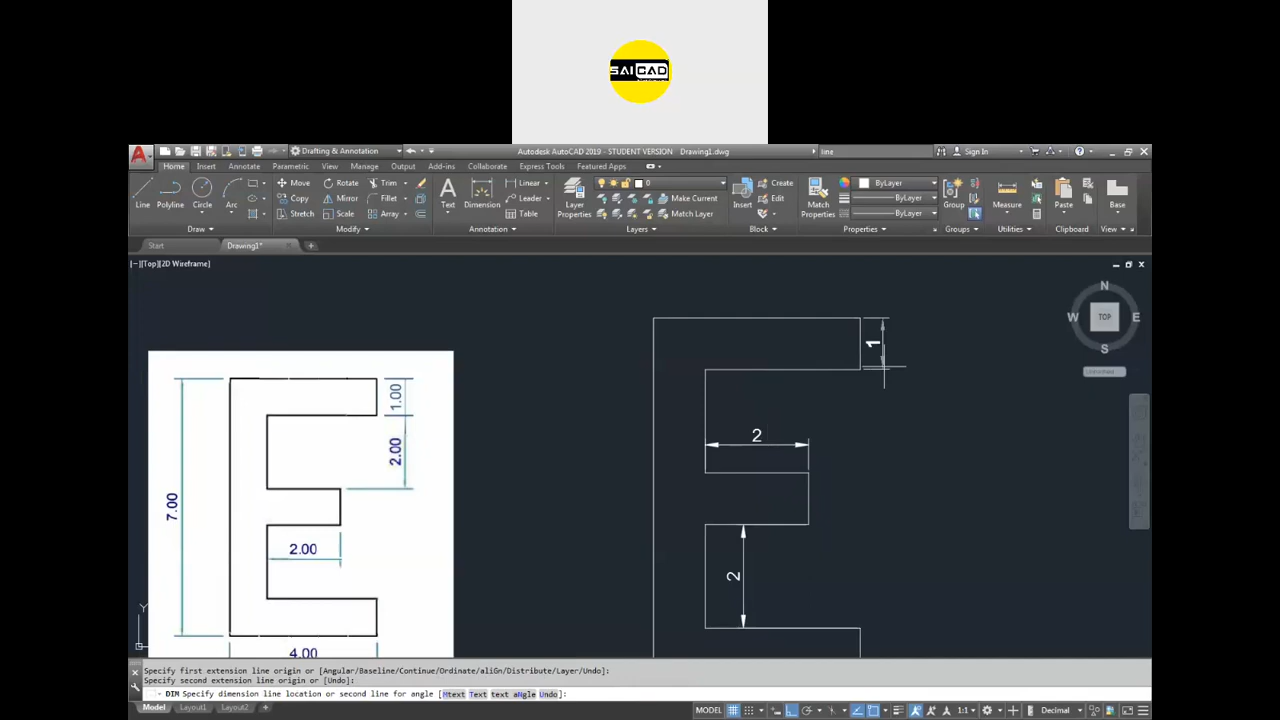 SAI CAD
Drafting & Annotation
Autodesk AutoCAD 2019 - STUDENT VERSION Drawing1.dwg
line
Sign In
Home Insert Annotate Parametric View Manage Output Add-ins Collaborate Express Tools Featured Apps
Line Polyline Circle Arc
Move Rotate Trim
Copy Mirror Fillet
Stretch Scale Array
Text Dimension
Linear
Leader
Table
Layer Properties
0
Make Current
Match Layer
Insert
Create
Edit
Match Properties
ByLayer
ByLayer
ByLayer
Group
Measure
Paste
Base
Draw Modify Annotation Layers Block Properties Groups Utilities Clipboard View
Start Drawing1*
[−][Top][2D Wireframe]
N
W TOP E
S
1.00
2.00
7.00
2.00
4.00
1
2
2
Y
Specify first extension line origin or [Angular/Baseline/Continue/Ordinate/aliGn/Distribute/Layer/Undo]:
Specify second extension line origin or [Undo]:
DIM Specify dimension line location or second line for angle [Mtext Text text aNgle Undo]:
Model Layout1 Layout2 +
MODEL 1:1 Decimal